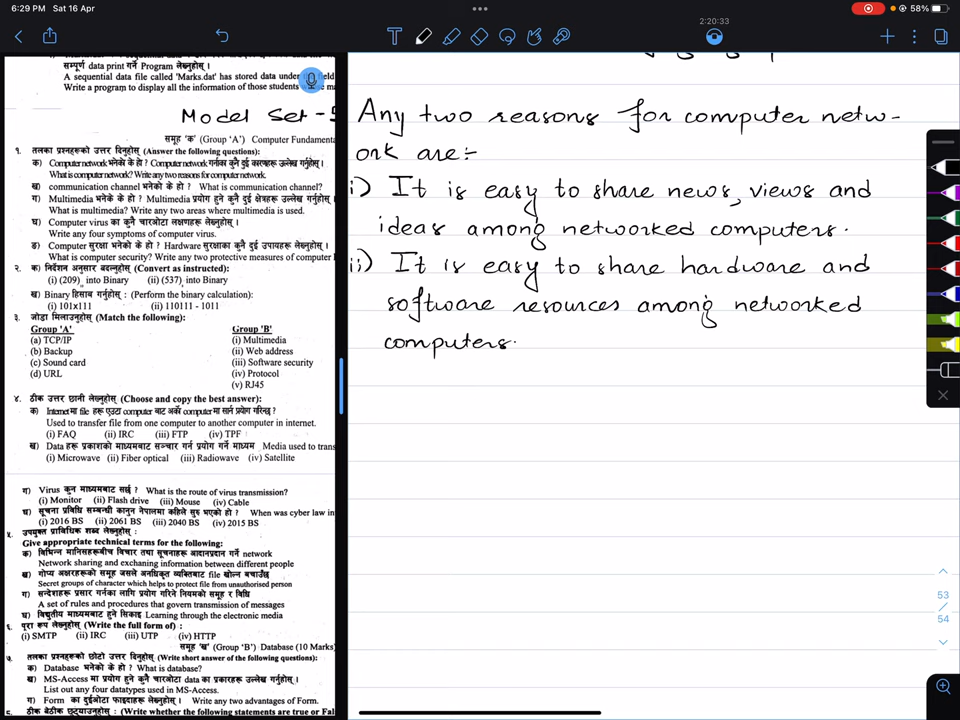 6:29 PM Sat 16 Apr
2:20:33
58%
सम्पूर्ण data print गर्ने Program लेख्नुहोस् ।
A sequential data file called 'Marks.dat' has stored data under field
Write a program to display all the information of those students ma
Model Set -5
समूह 'क' (Group 'A') Computer Fundamenta
१. तलका प्रश्नहरूको उत्तर दिनुहोस् (Answer the following questions):
क) Computer network भनेको के हो ? Computer network गर्नाका कुनै दुई कारणहरू उल्लेख गर्नुहोस् ।
What is computer network? Write any two reasons for computer network.
ख) communication channel भनेको के हो ? What is communication channel?
ग) Multimedia भनेके के हो ? Multimedia प्रयोग हुने कुनै दुई क्षेत्रहरू उल्लेख गर्नुहोस् ।
What is multimedia? Write any two areas where multimedia is used.
घ) Computer virus का कुनै चारओटा लक्षणहरू लेख्नुहोस् ।
Write any four symptoms of computer virus.
ङ) Computer सुरक्षा भनेको के हो ? Hardware सुरक्षाका कुनै दुई उपायहरू लेख्नुहोस् ।
What is computer security? Write any two protective measures of computer
२. क) निर्देशन अनुसार बदल्नुहोस् (Convert as instructed):
(i) (209) into Binary (ii) (537) into Binary
ख) Binary हिसाब गर्नुहोस् : (Perform the binary calculation):
(i) 101×111 (ii) 110111 - 1011
३. जोडा मिलाउनुहोस् (Match the following):
Group 'A' Group 'B'
(a) TCP/IP (i) Multimedia
(b) Backup (ii) Web address
(c) Sound card (iii) Software security
(d) URL (iv) Protocol
(v) RJ45
४. ठीक उत्तर छानी लेख्नुहोस् (Choose and copy the best answer):
क) Internet मा file हरू एउटा computer बाट अर्को computer मा सार्न प्रयोग गरिन्छ ?
Used to transfer file from one computer to another computer in internet.
(i) FAQ (ii) IRC (iii) FTP (iv) TPF
ख) Data हरू प्रकाशको माध्यमबाट सञ्चार गर्न प्रयोग गर्ने माध्यम Media used to trans
(i) Microwave (ii) Fiber optical (iii) Radiowave (iv) Satellite
ग) Virus कुन माध्यमबाट सर्छ ? What is the route of virus transmission?
(i) Monitor (ii) Flash drive (iii) Mouse (iv) Cable
घ) सूचना प्रविधि सम्बन्धी कानुन नेपालमा कहिले सुरु भएको हो ? When was cyber law in
(i) 2016 BS (ii) 2061 BS (iii) 2040 BS (iv) 2015 BS
५. उपयुक्त प्राविधिक शब्द लेख्नुहोस् :
Give appropriate technical terms for the following:
क) विभिन्न मानिसहरूबीच विचार तथा सूचनाहरू आदानप्रदान गर्ने network
Network sharing and exchaning information between different people
ख) गोप्य अक्षरहरूको समूह जसले अनधिकृत व्यक्तिबाट file खोल्न बचाउँछ
Secret groups of character which helps to protect file from unauthorised person
ग) सन्देशहरू प्रसार गर्नका लागि प्रयोग गरिने नियमको समूह र विधि
A set of rules and procedures that govern transmission of messages
घ) विद्युतीय माध्यमबाट हुने सिकाइ Learning through the electronic media
६. पूरा रूप लेख्नुहोस् (Write the full form of) :
(i) SMTP (ii) IRC (iii) UTP (iv) HTTP
समूह 'ख' (Group 'B') Database (10 Marks)
७. तलका प्रश्नहरूको छोटो उत्तर दिनुहोस् (Write short answer of the following questions):
क) Database भनेको के हो ? What is database?
ख) MS-Access मा प्रयोग हुने कुनै चारओटा data का प्रकारहरू उल्लेख गर्नुहोस् ।
List out any four datatypes used in MS-Access.
ग) Form का दुईओटा फाइदाहरू लेख्नुहोस् । Write any two advantages of Form.
८. ठीक बेठीक छुट्याउनुहोस् : (Write whether the following statements are true or Fal
Any two reasons for computer netw-
ork are:-
i) It is easy to share news, views and
ideas among networked computers.
ii) It is easy to share hardware and
software resources among networked
computers.
53
54